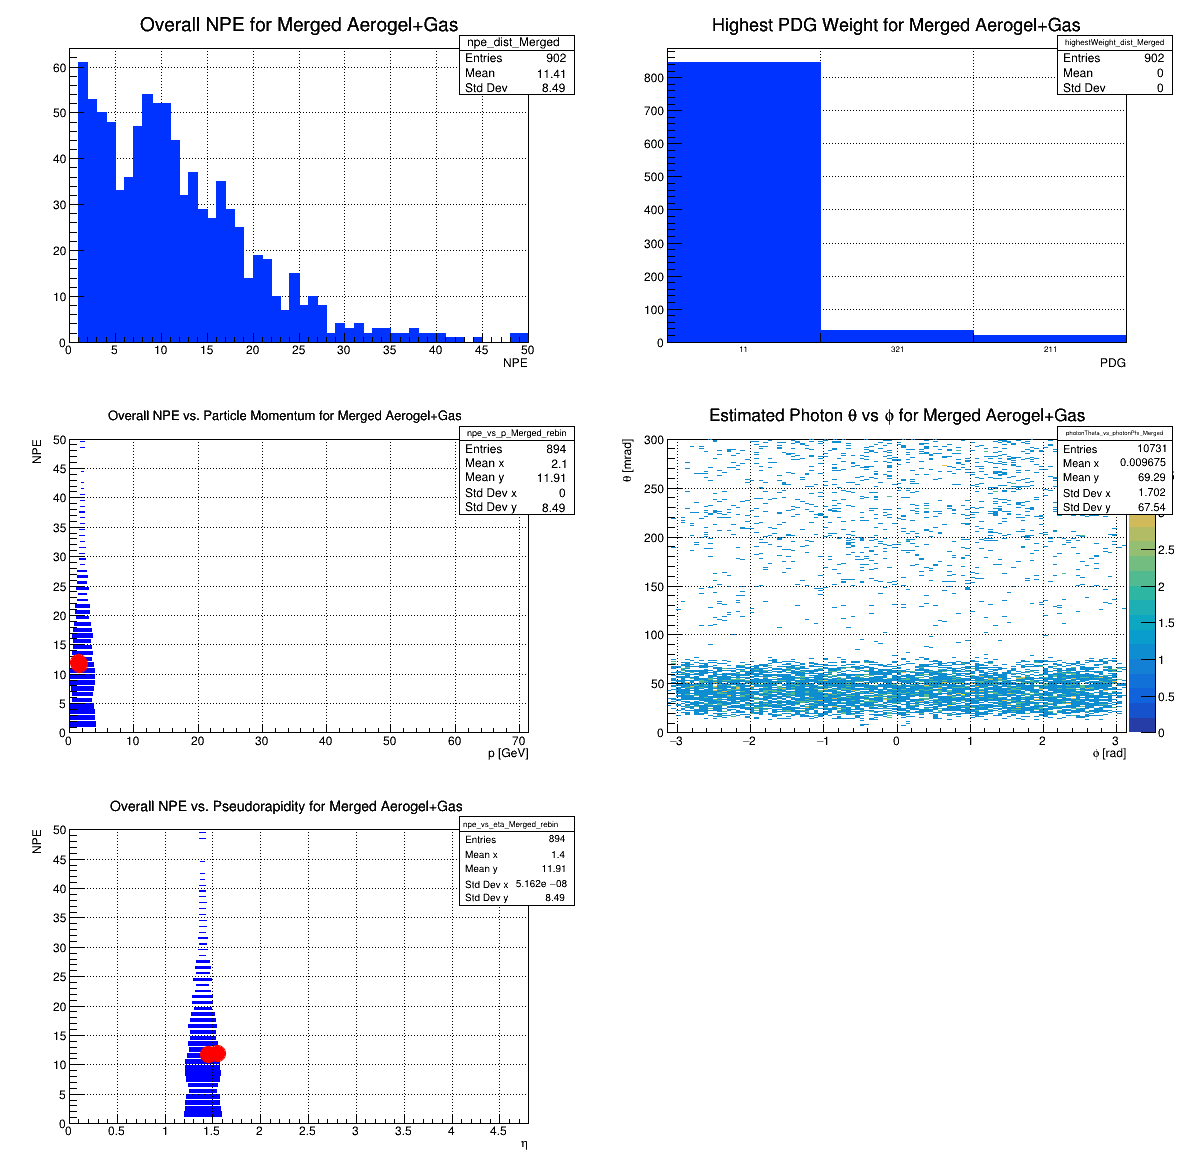 Overall NPE for Merged Aerogel+Gas
npe_dist_Merged
Entries 902
Mean 11.41
Std Dev 8.49
60
50
40
30
20
10
0
0 5 10 15 20 25 30 35 40 45 50
NPE
Highest PDG Weight for Merged Aerogel+Gas
highestWeight_dist_Merged
Entries 902
Mean 0
Std Dev 0
800
700
600
500
400
300
200
100
0
11 321 211
PDG
Overall NPE vs. Particle Momentum for Merged Aerogel+Gas
npe_vs_p_Merged_rebin
Entries 894
Mean x 2.1
Mean y 11.91
Std Dev x 0
Std Dev y 8.49
NPE
50
45
40
35
30
25
20
15
10
5
0
0 10 20 30 40 50 60 70
p [GeV]
Estimated Photon θ vs ϕ for Merged Aerogel+Gas
photonTheta_vs_photonPhi_Merged
Entries 10731
Mean x 0.009675
Mean y 69.29
Std Dev x 1.702
Std Dev y 67.54
θ [mrad]
300
250
200
150
100
50
0
−3 −2 −1 0 1 2 3
ϕ [rad]
2.5
2
1.5
1
0.5
0
Overall NPE vs. Pseudorapidity for Merged Aerogel+Gas
npe_vs_eta_Merged_rebin
Entries 894
Mean x 1.4
Mean y 11.91
Std Dev x 5.162e −08
Std Dev y 8.49
NPE
50
45
40
35
30
25
20
15
10
5
0
0 0.5 1 1.5 2 2.5 3 3.5 4 4.5
η